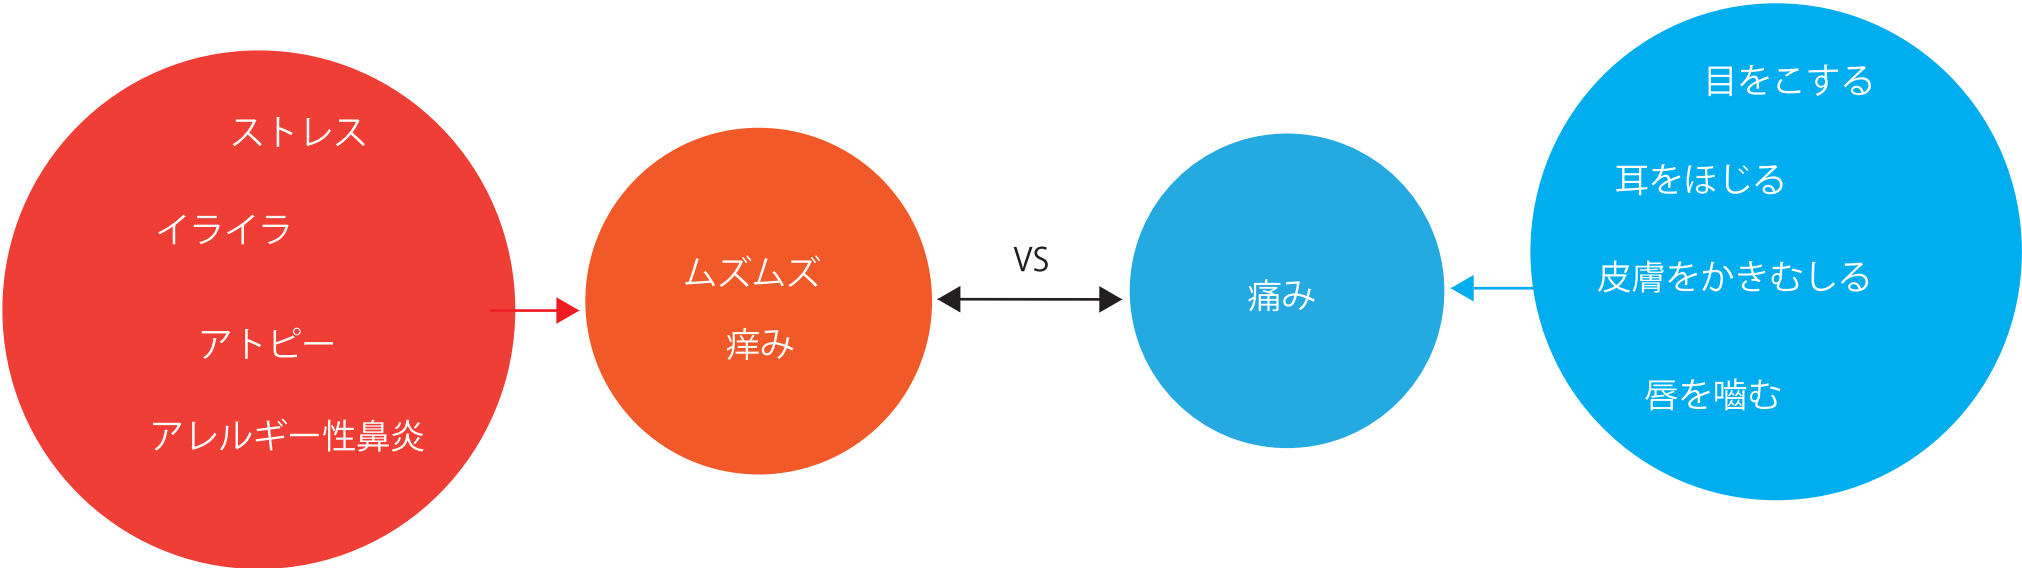 ストレス
イライラ
アトピー
アレルギー性鼻炎
ムズムズ
痒み
VS
痛み
目をこする
耳をほじる
皮膚をかきむしる
唇を嚙む